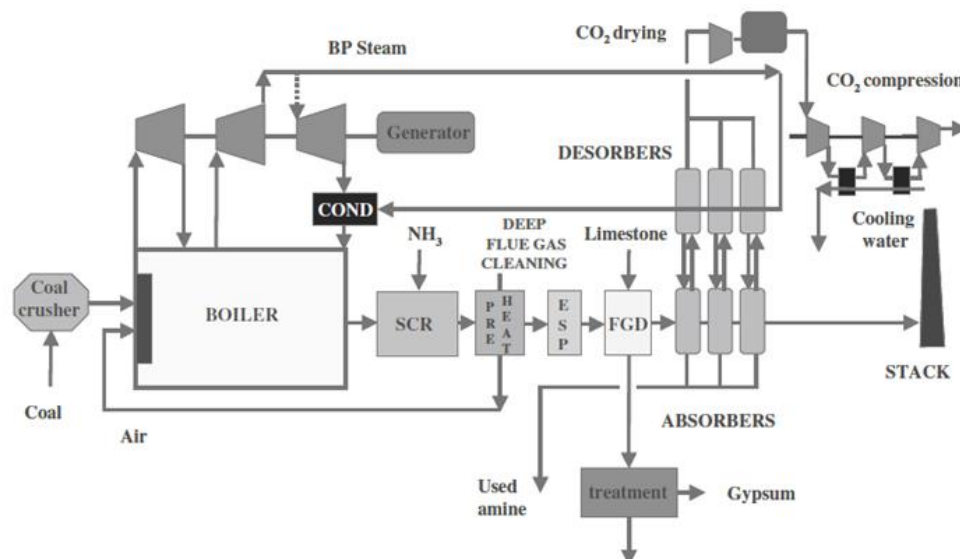 CO₂ drying
BP Steam
CO₂ compression
Generator
DESORBERS
COND
Cooling
water
NH₃
DEEP
FLUE GAS
CLEANING
Limestone
Coal
crusher
BOILER
SCR
PRE
HEAT
ESP
FGD
STACK
Coal
Air
ABSORBERS
Used
amine
treatment
Gypsum